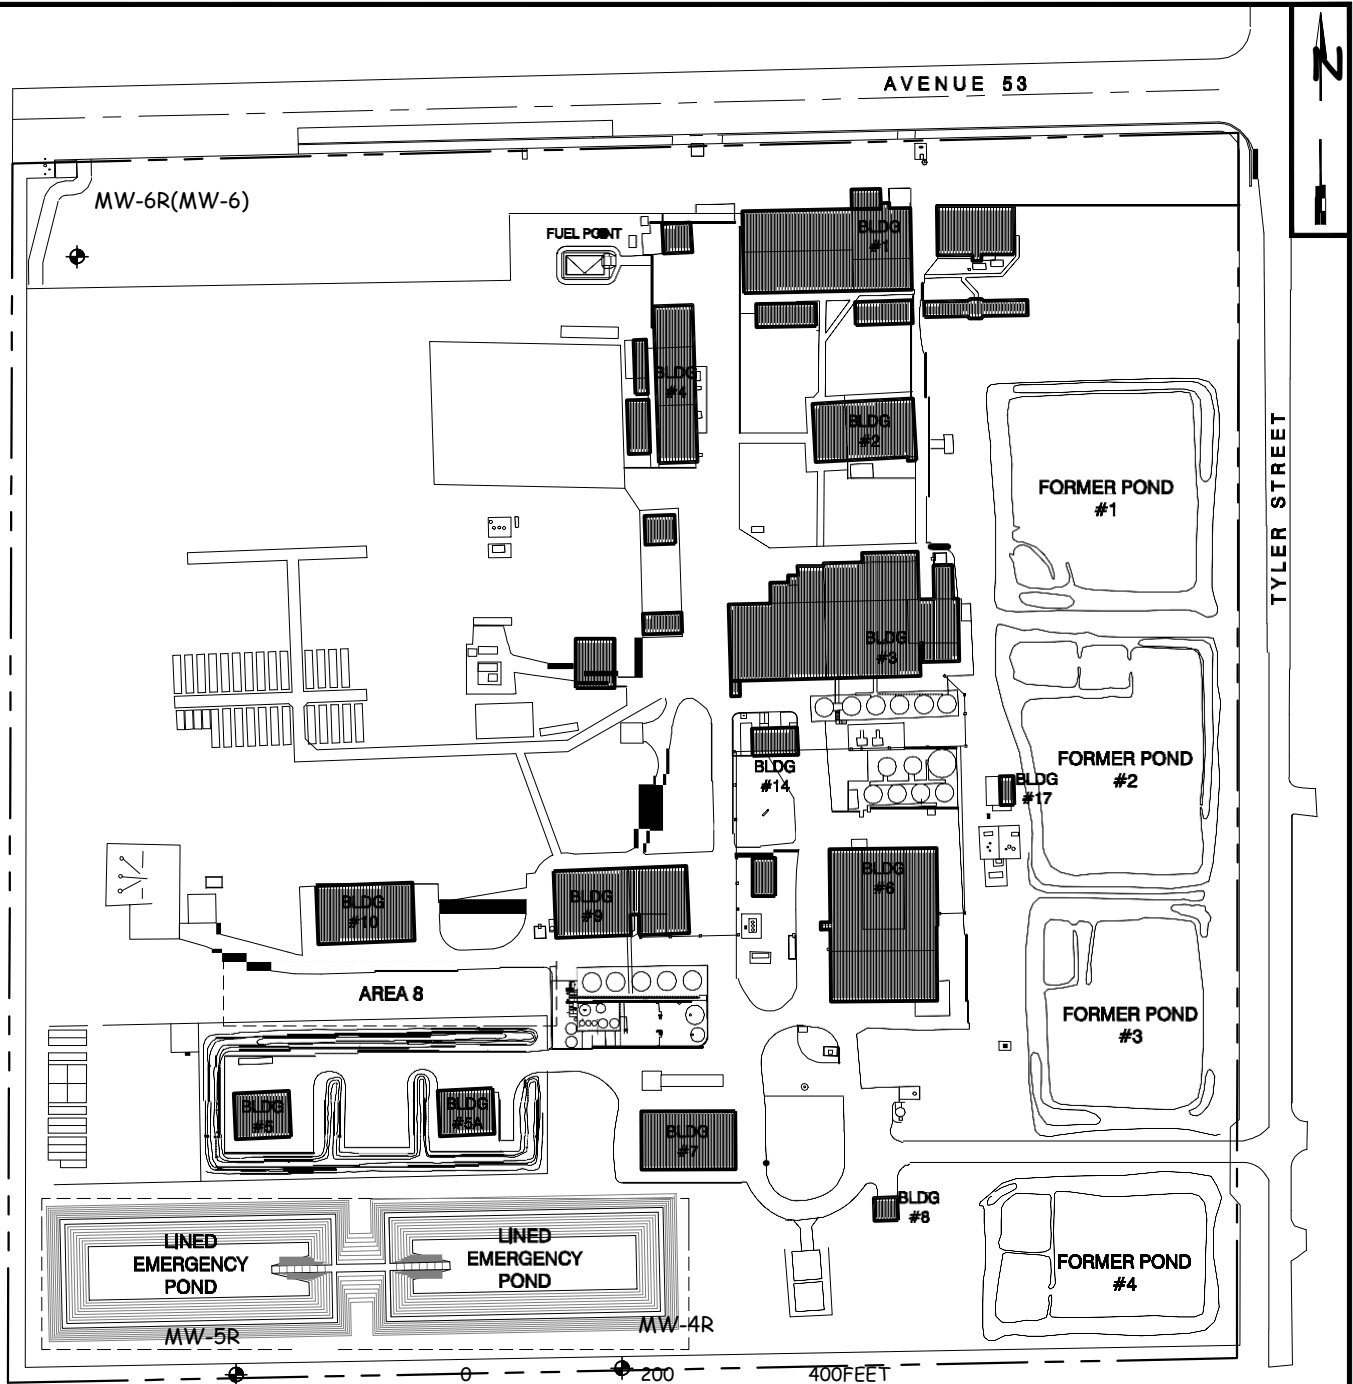 AVENUE 53
N
MW-6R(MW-6)
FUEL POINT
BLDG
#1
BLDG
#4
BLDG
#2
FORMER POND
#1
TYLER STREET
BLDG
#3
FORMER POND
#2
BLDG
#14
BLDG
#17
BLDG
#6
BLDG
#10
BLDG
#9
AREA 8
FORMER POND
#3
BLDG
#5
BLDG
#5A
BLDG
#7
BLDG
#8
LINED
EMERGENCY
POND
LINED
EMERGENCY
POND
FORMER POND
#4
MW-5R
MW-4R
0 200 400FEET